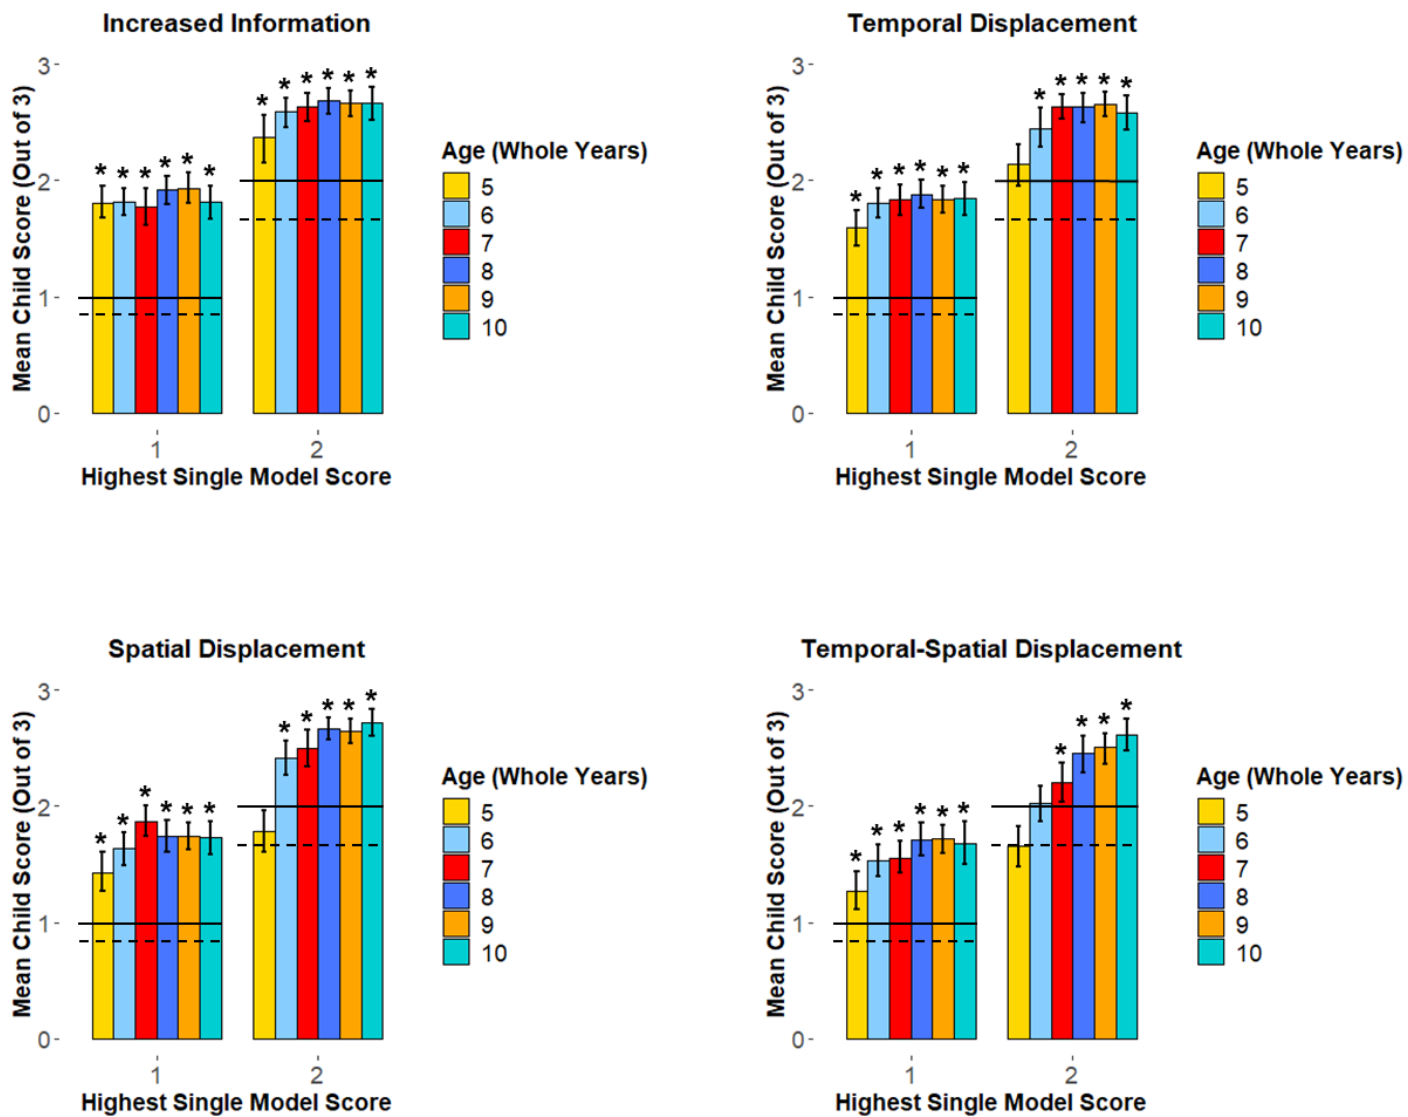 Increased Information
Mean Child Score (Out of 3)
3
2
1
0
* * * * * *
* * * * * *
1 2
Highest Single Model Score
Age (Whole Years)
5
6
7
8
9
10
Temporal Displacement
Mean Child Score (Out of 3)
3
2
1
0
* * * * * *
* * * * *
1 2
Highest Single Model Score
Age (Whole Years)
5
6
7
8
9
10
Spatial Displacement
Mean Child Score (Out of 3)
3
2
1
0
* * * * * *
* * * * *
1 2
Highest Single Model Score
Age (Whole Years)
5
6
7
8
9
10
Temporal-Spatial Displacement
Mean Child Score (Out of 3)
3
2
1
0
* * * * * *
* * * *
1 2
Highest Single Model Score
Age (Whole Years)
5
6
7
8
9
10